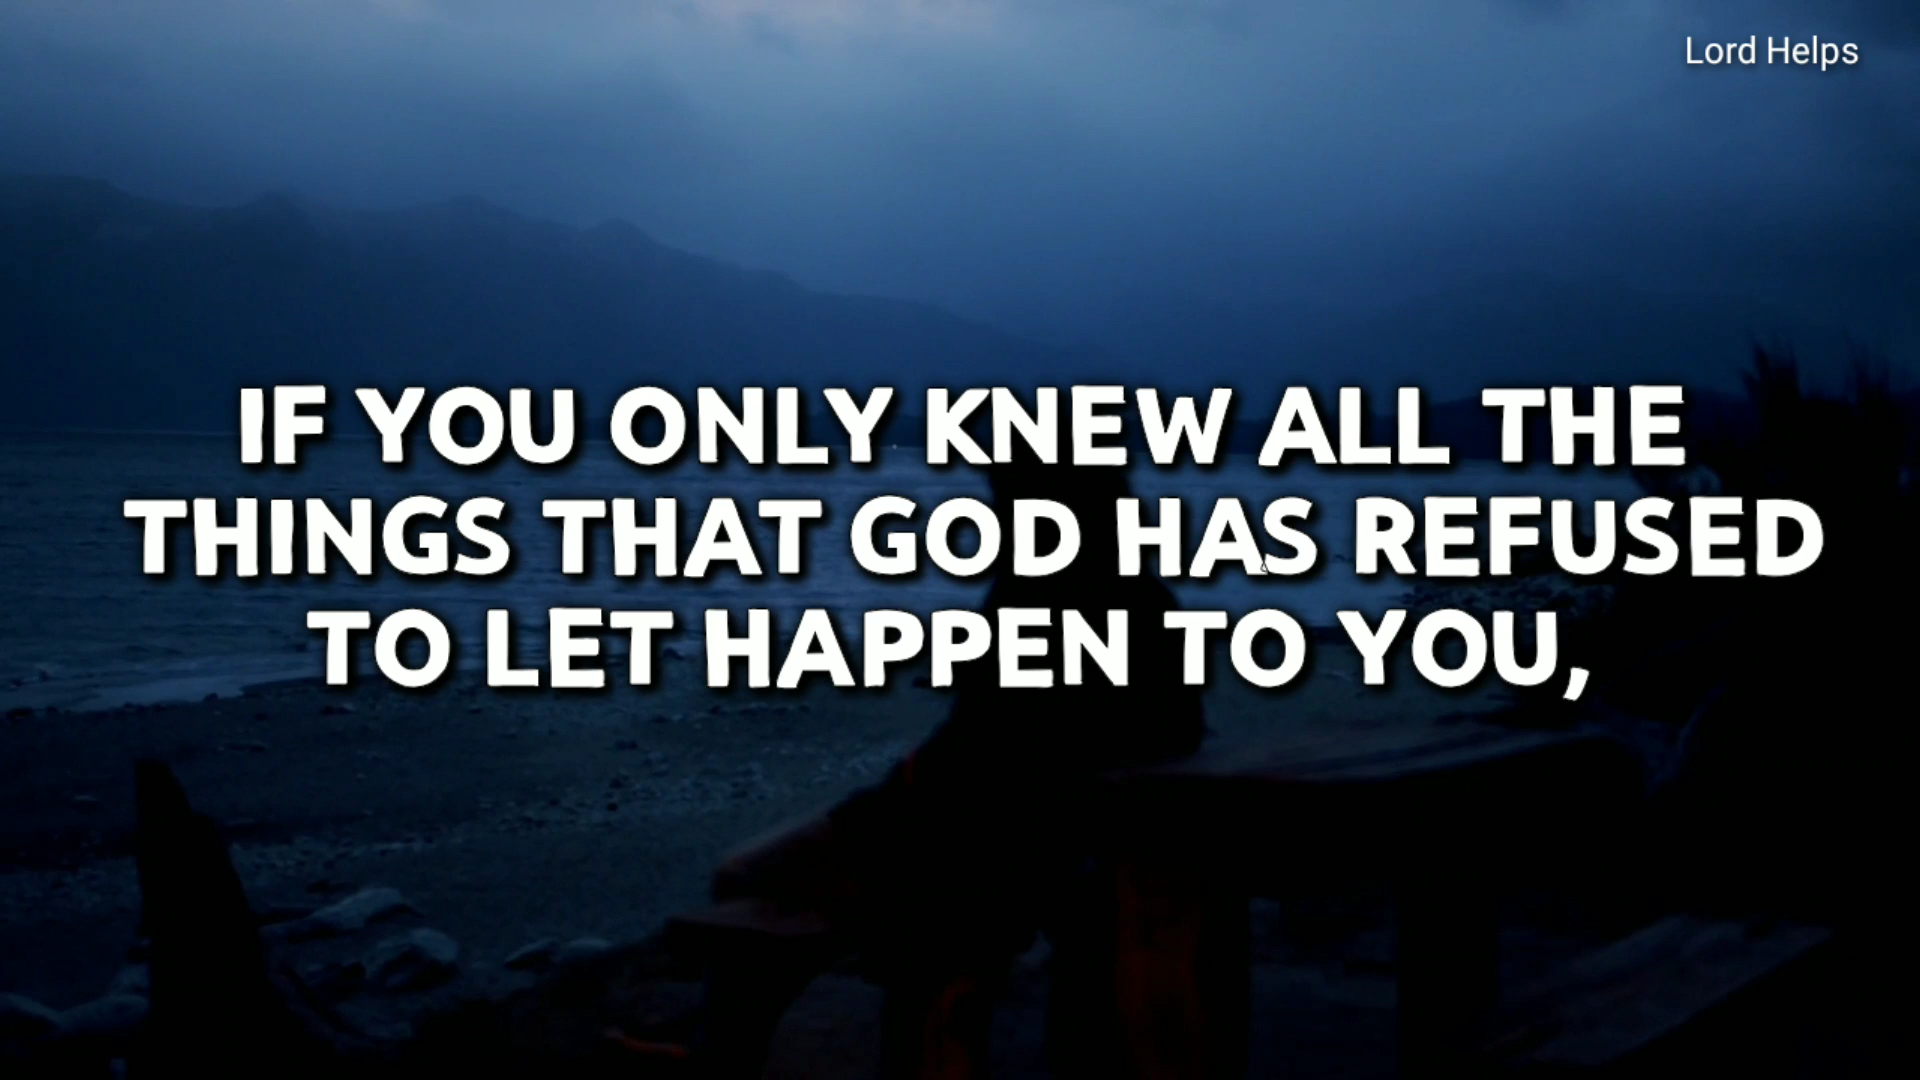 Lord Helps
IF YOU ONLY KNEW ALL THE
THINGS THAT GOD HAS REFUSED
TO LET HAPPEN TO YOU,